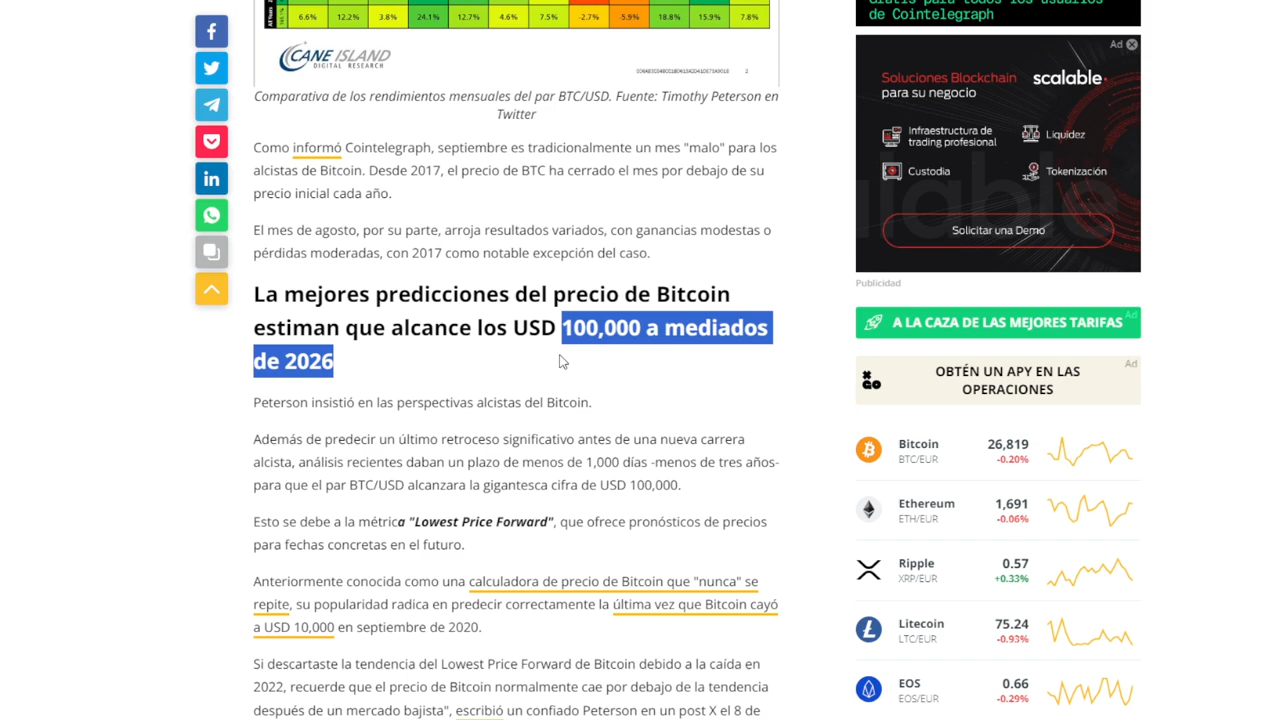 6.6% 12.2% 3.8% 24.1% 12.7% 4.6% 7.5% -2.7% -5.9% 18.8% 15.9% 7.8%
CANE ISLAND
DIGITAL RESEARCH
2
Comparativa de los rendimientos mensuales del par BTC/USD. Fuente: Timothy Peterson en
Twitter
Como informó Cointelegraph, septiembre es tradicionalmente un mes "malo" para los
alcistas de Bitcoin. Desde 2017, el precio de BTC ha cerrado el mes por debajo de su
precio inicial cada año.
El mes de agosto, por su parte, arroja resultados variados, con ganancias modestas o
pérdidas moderadas, con 2017 como notable excepción del caso.
La mejores predicciones del precio de Bitcoin
estiman que alcance los USD 100,000 a mediados
de 2026
Peterson insistió en las perspectivas alcistas del Bitcoin.
Además de predecir un último retroceso significativo antes de una nueva carrera
alcista, análisis recientes daban un plazo de menos de 1,000 días -menos de tres años-
para que el par BTC/USD alcanzara la gigantesca cifra de USD 100,000.
Esto se debe a la métrica "Lowest Price Forward", que ofrece pronósticos de precios
para fechas concretas en el futuro.
Anteriormente conocida como una calculadora de precio de Bitcoin que "nunca" se
repite, su popularidad radica en predecir correctamente la última vez que Bitcoin cayó
a USD 10,000 en septiembre de 2020.
Si descartaste la tendencia del Lowest Price Forward de Bitcoin debido a la caída en
2022, recuerde que el precio de Bitcoin normalmente cae por debajo de la tendencia
después de un mercado bajista", escribió un confiado Peterson en un post X el 8 de
Gratis para todos los usuarios
de Cointelegraph
Ad
Soluciones Blockchain
para su negocio
scalable
Infraestructura de
trading profesional
Liquidez
Custodia
Tokenización
Solicitar una Demo
Publicidad
A LA CAZA DE LAS MEJORES TARIFAS
Ad
GO
OBTÉN UN APY EN LAS
OPERACIONES
Ad
Bitcoin 26,819
BTC/EUR -0.20%
Ethereum 1,691
ETH/EUR -0.06%
Ripple 0.57
XRP/EUR +0.33%
Litecoin 75.24
LTC/EUR -0.93%
EOS 0.66
EOS/EUR -0.29%